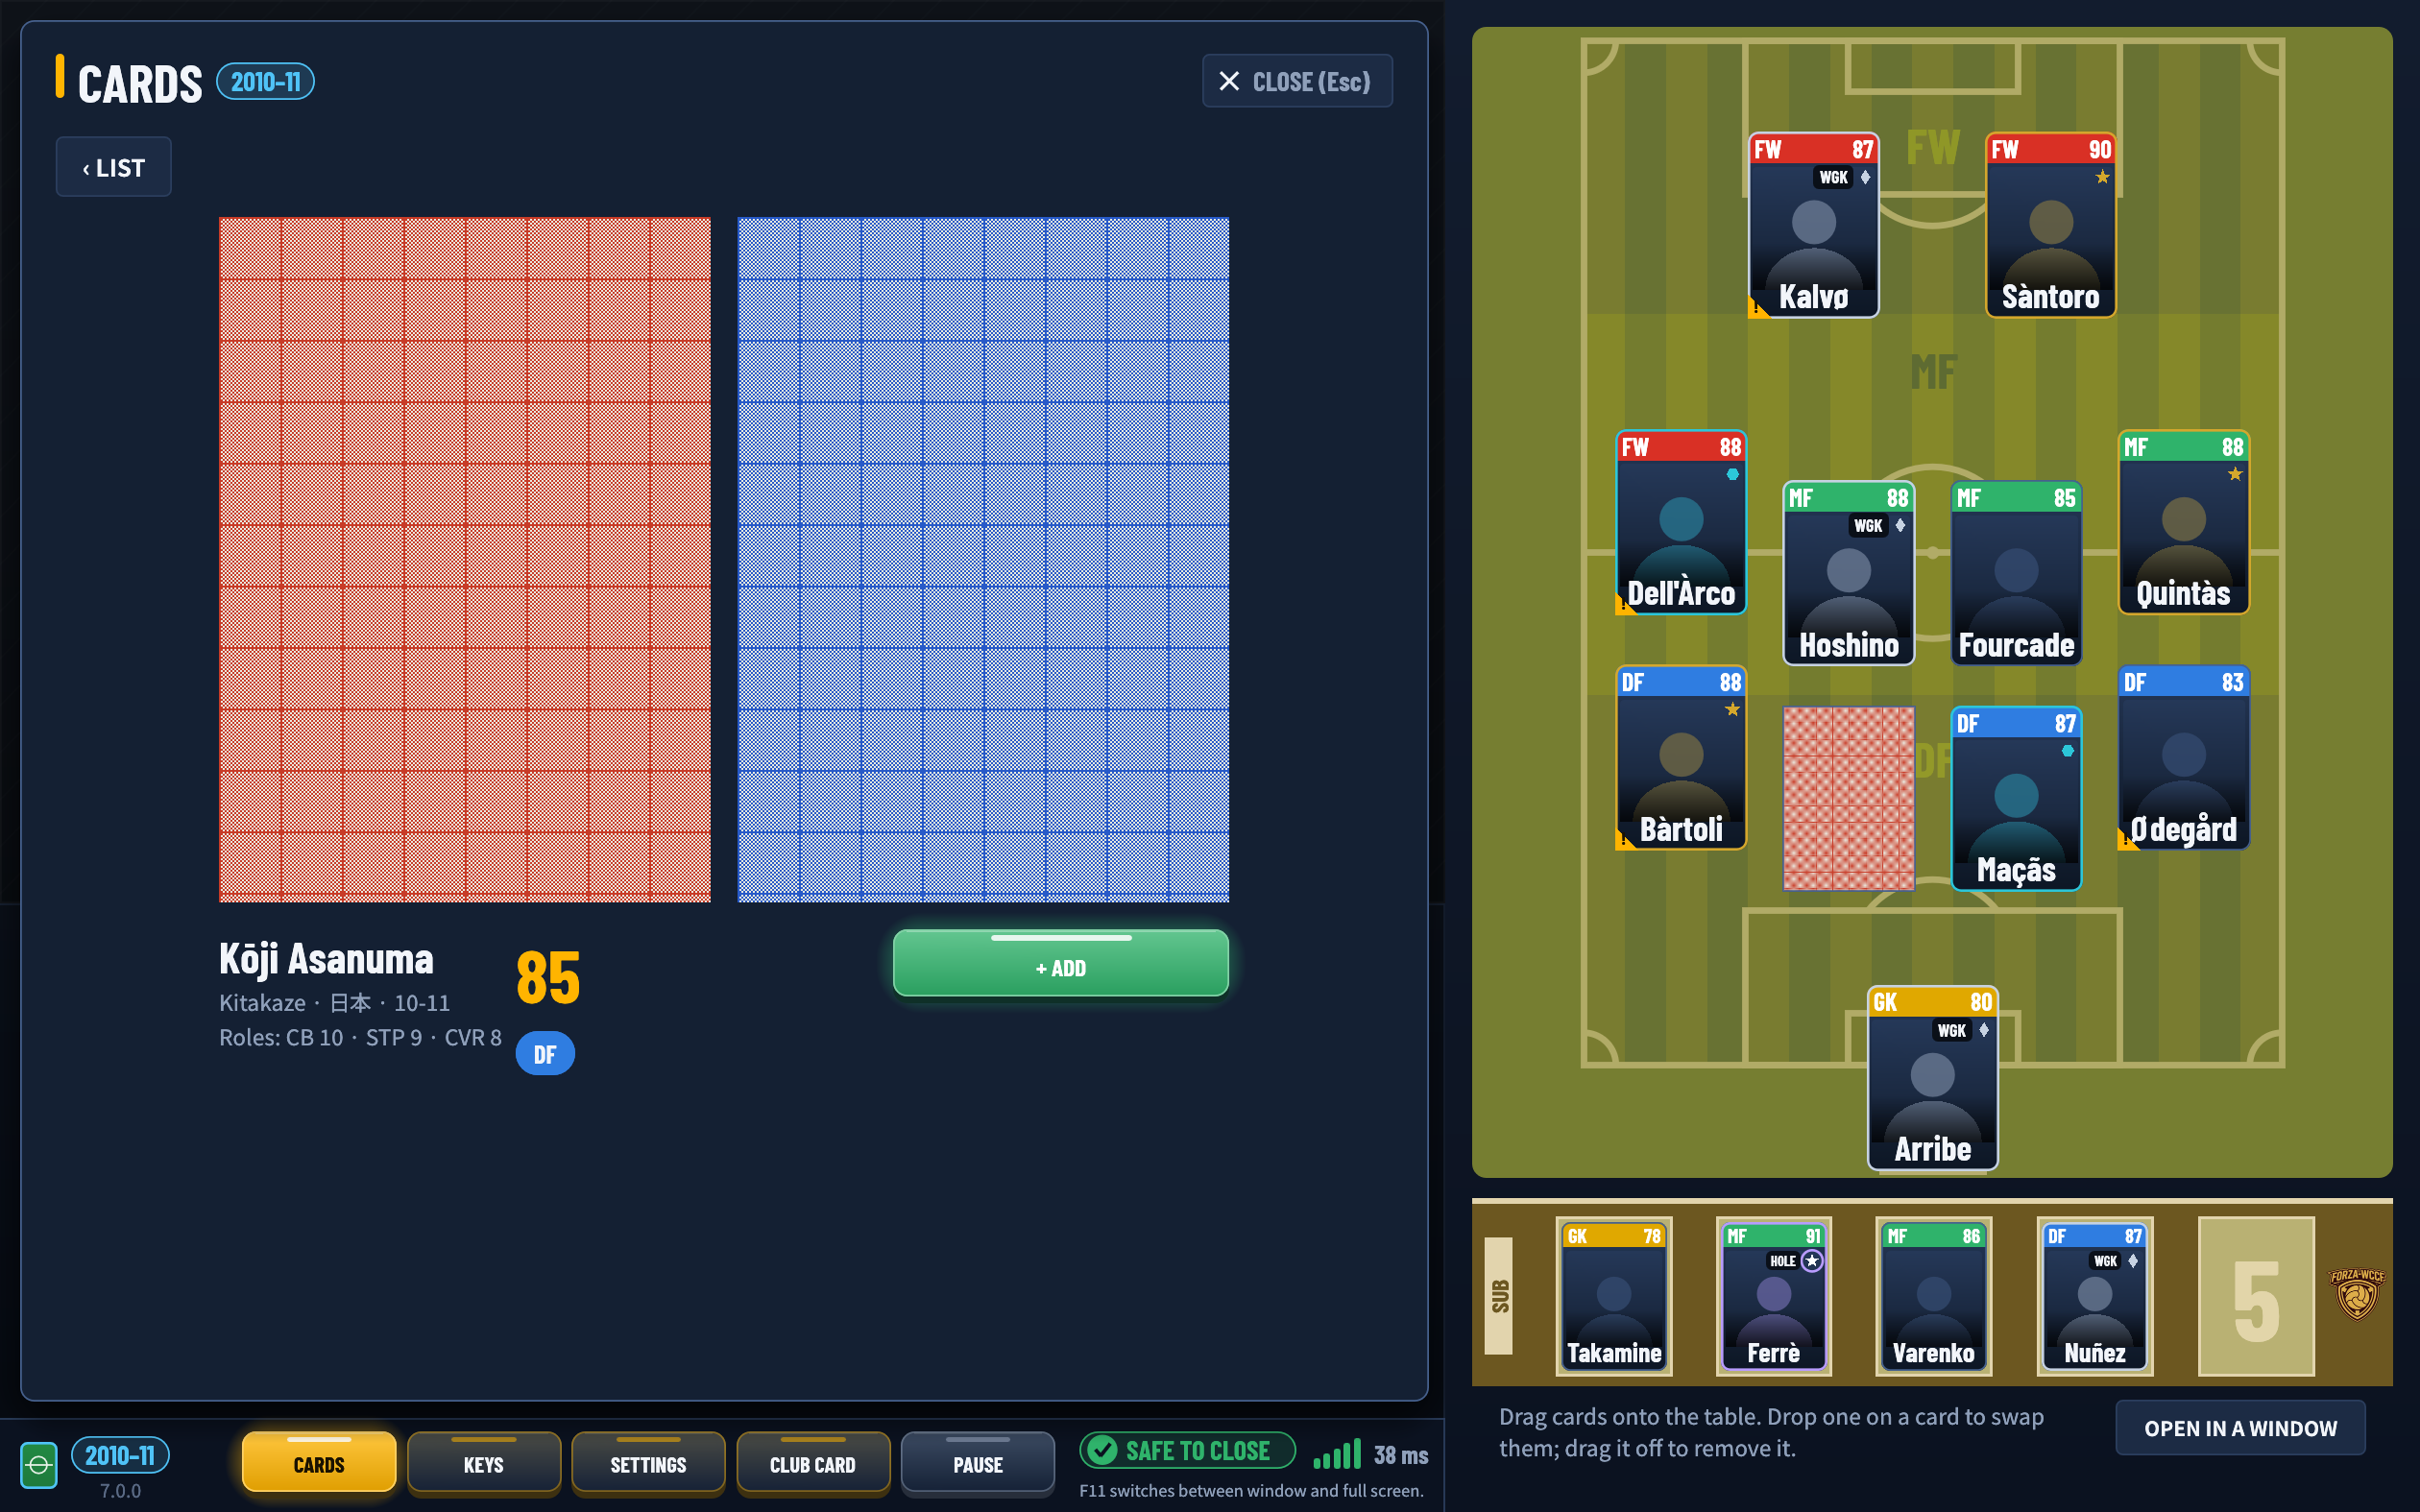 CARDS 2010-11
CLOSE (Esc)
‹ LIST
Kōji Asanuma
Kitakaze · 日本 · 10-11
Roles: CB 10 · STP 9 · CVR 8
85
DF
+ ADD
2010-11
7.0.0
CARDS
KEYS
SETTINGS
CLUB CARD
PAUSE
SAFE TO CLOSE
38 ms
F11 switches between window and full screen.
FW
MF
DF
FW 87
WGK
Kalvø
FW 90
Sàntoro
FW 88
Dell'Àrco
MF 88
WGK
Hoshino
MF 85
Fourcade
MF 88
Quintàs
DF 88
Bàrtoli
DF 87
Maçãs
DF 83
Ødegård
GK 80
WGK
Arribe
SUB
GK 78
Takamine
MF 91
HOLE
Ferrè
MF 86
Varenko
DF 87
WGK
Nuñez
5
FORZA-WCCF
Drag cards onto the table. Drop one on a card to swap
them; drag it off to remove it.
OPEN IN A WINDOW